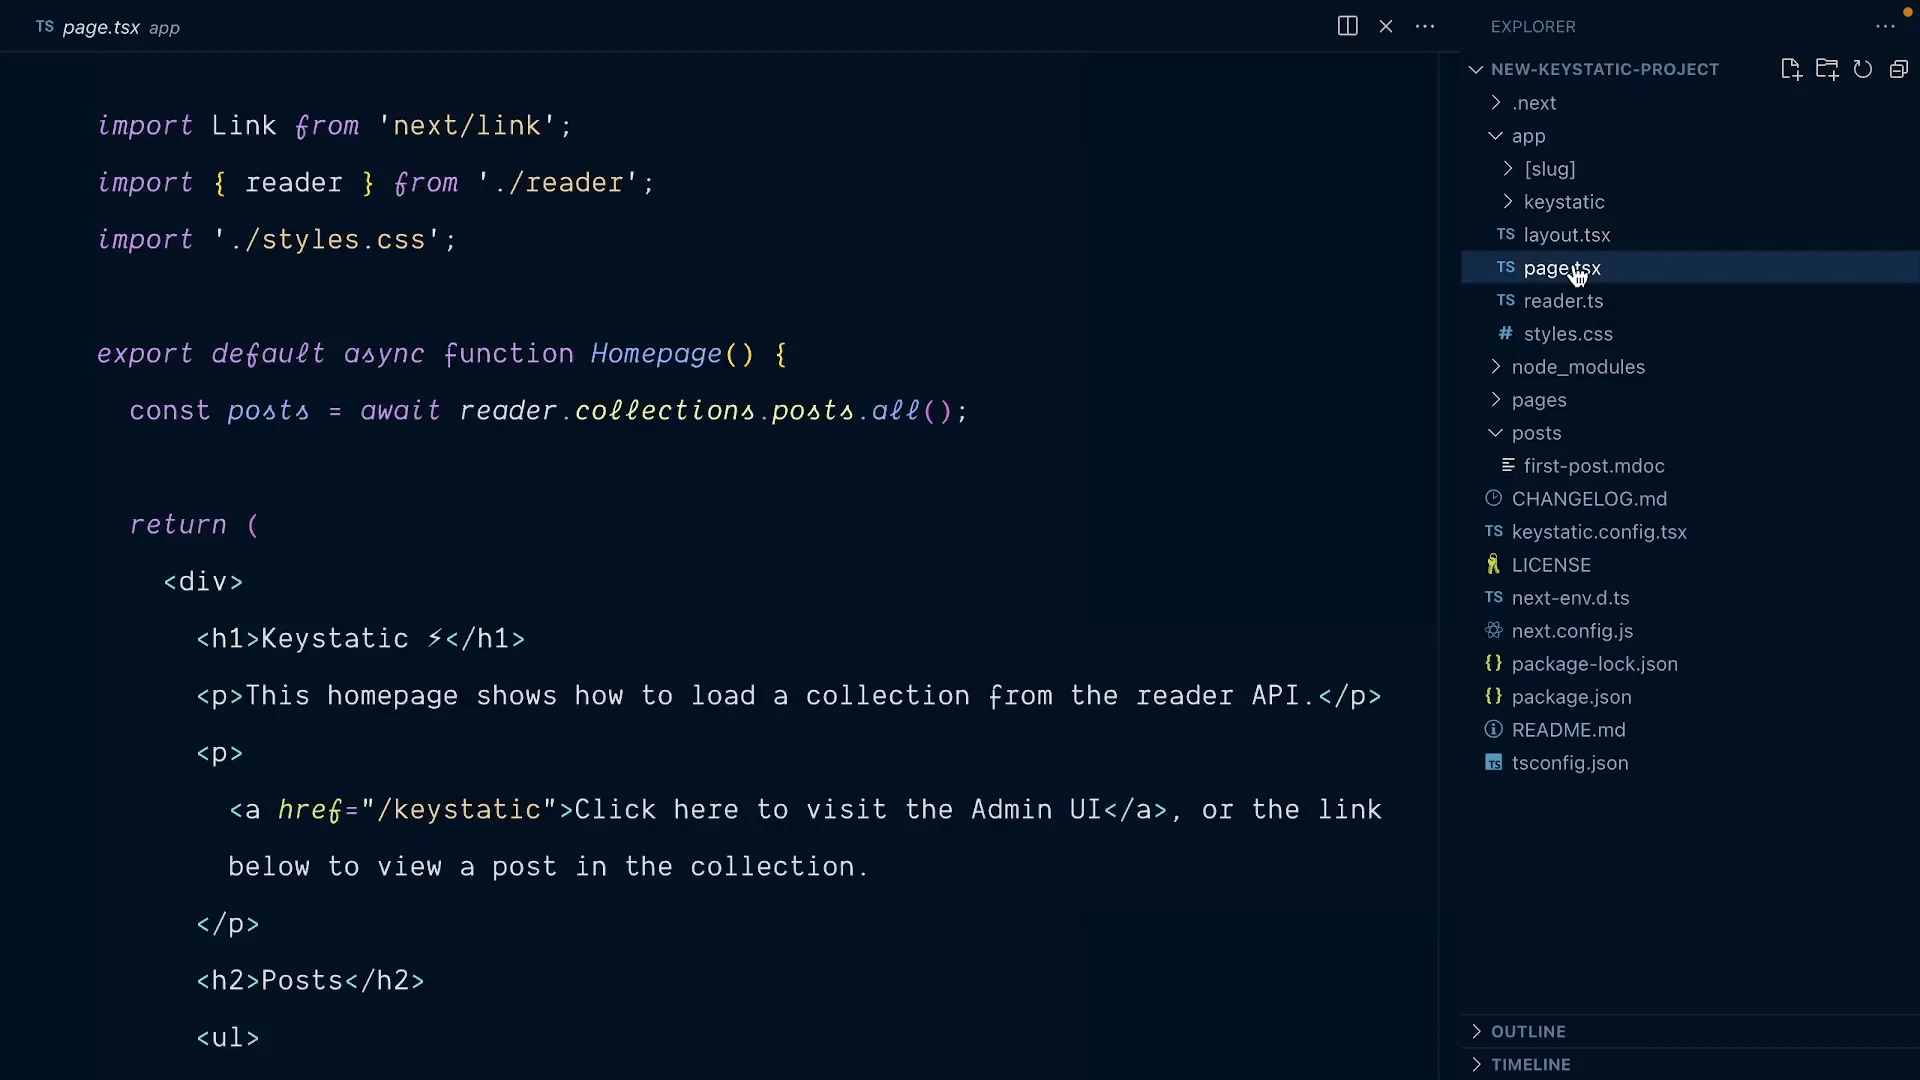 TS page.tsx app
import Link from 'next/link';
import { reader } from './reader';
import './styles.css';
export default async function Homepage() {
const posts = await reader.collections.posts.all();
return (
<div>
<h1>Keystatic ⚡</h1>
<p>This homepage shows how to load a collection from the reader API.</p>
<p>
<a href="/keystatic">Click here to visit the Admin UI</a>, or the link
below to view a post in the collection.
</p>
<h2>Posts</h2>
<ul>
EXPLORER
NEW-KEYSTATIC-PROJECT
.next
app
[slug]
keystatic
TS layout.tsx
TS page.tsx
TS reader.ts
# styles.css
node_modules
pages
posts
first-post.mdoc
CHANGELOG.md
TS keystatic.config.tsx
LICENSE
TS next-env.d.ts
next.config.js
{} package-lock.json
{} package.json
README.md
TS tsconfig.json
OUTLINE
TIMELINE